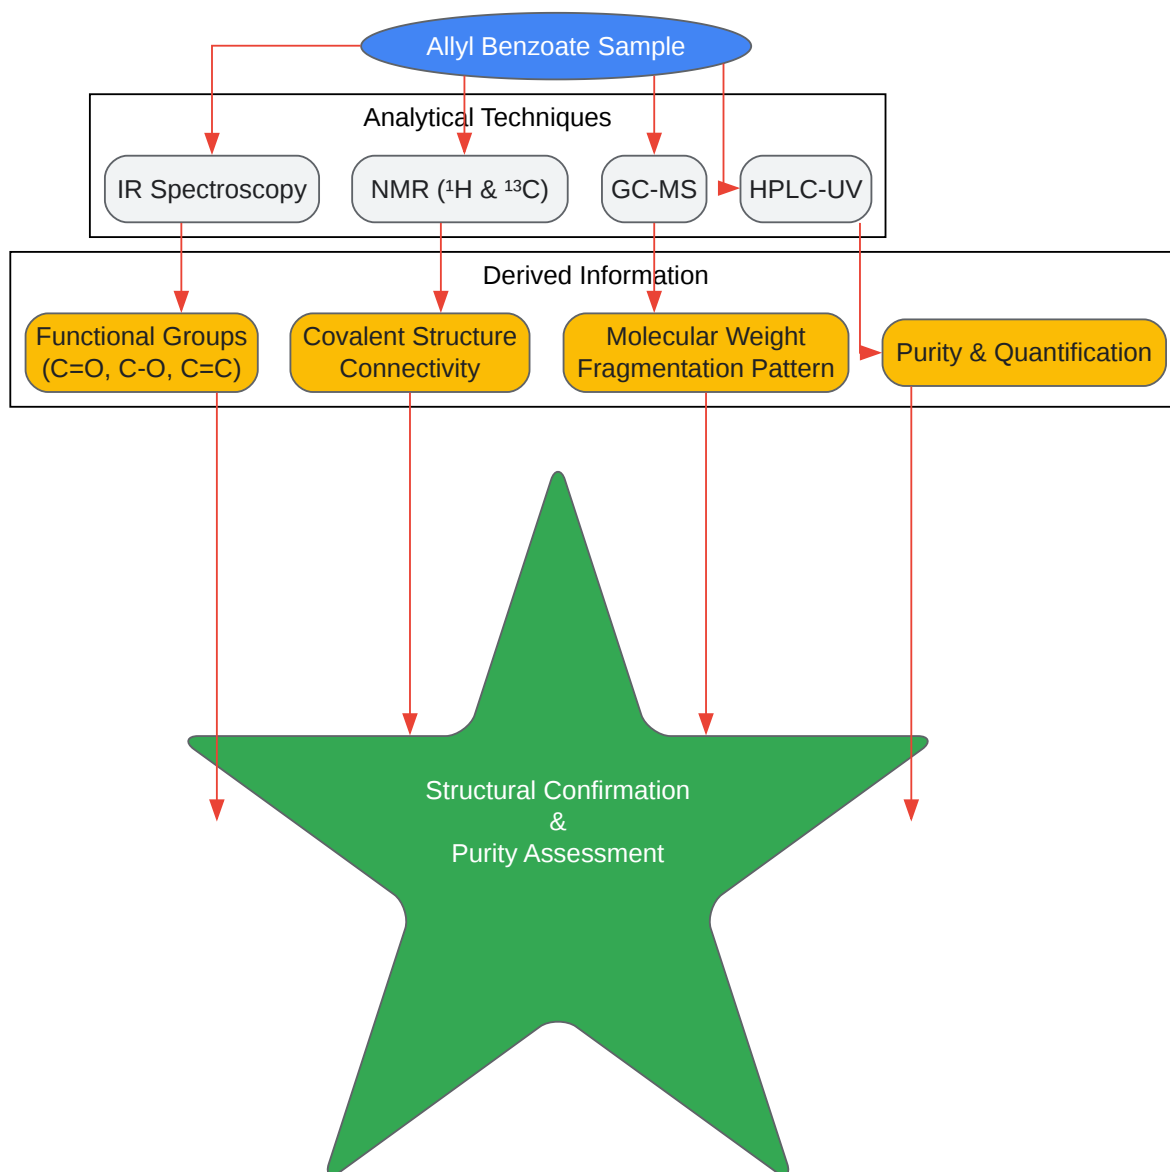 Allyl Benzoate Sample
Analytical Techniques
IR Spectroscopy
NMR (¹H & ¹³C)
GC-MS
HPLC-UV
Derived Information
Functional Groups
(C=O, C-O, C=C)
Covalent Structure
Connectivity
Molecular Weight
Fragmentation Pattern
Purity & Quantification
Structural Confirmation
&
Purity Assessment